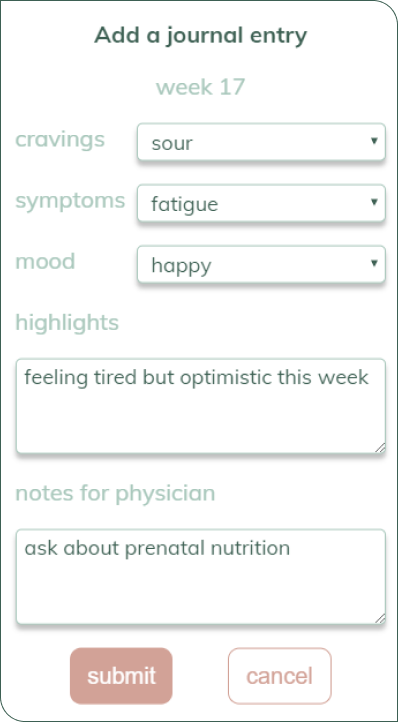 Add a journal entry
week 17
cravings sour
symptoms fatigue
mood happy
highlights
feeling tired but optimistic this week
notes for physician
ask about prenatal nutrition
submit cancel